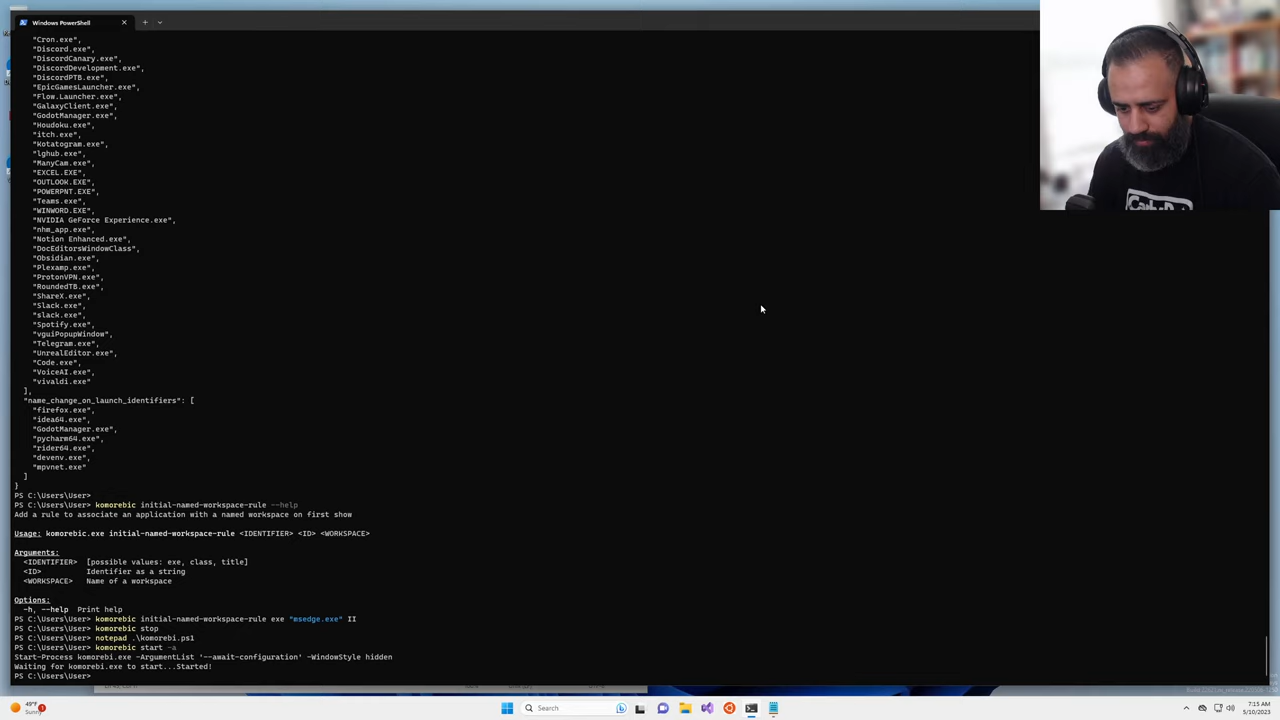 Windows PowerShell
"Cron.exe",
"Discord.exe",
"DiscordCanary.exe",
"DiscordDevelopment.exe",
"DiscordPTB.exe",
"EpicGamesLauncher.exe",
"Flow.Launcher.exe",
"GalaxyClient.exe",
"GodotManager.exe",
"Houdoku.exe",
"itch.exe",
"Kotatogram.exe",
"lghub.exe",
"ManyCam.exe",
"EXCEL.EXE",
"OUTLOOK.EXE",
"POWERPNT.EXE",
"Teams.exe",
"WINWORD.EXE",
"NVIDIA GeForce Experience.exe",
"nhm_app.exe",
"Notion Enhanced.exe",
"DocEditorsWindowClass",
"Obsidian.exe",
"Plexamp.exe",
"ProtonVPN.exe",
"RoundedTB.exe",
"ShareX.exe",
"Slack.exe",
"slack.exe",
"Spotify.exe",
"vguiPopupWindow",
"Telegram.exe",
"UnrealEditor.exe",
"Code.exe",
"VoiceAI.exe",
"vivaldi.exe"
],
"name_change_on_launch_identifiers": [
"firefox.exe",
"idea64.exe",
"GodotManager.exe",
"pycharm64.exe",
"rider64.exe",
"devenv.exe",
"mpvnet.exe"
]
}
PS C:\Users\User>
PS C:\Users\User> komorebic initial-named-workspace-rule --help
Add a rule to associate an application with a named workspace on first show
Usage: komorebic.exe initial-named-workspace-rule <IDENTIFIER> <ID> <WORKSPACE>
Arguments:
<IDENTIFIER> [possible values: exe, class, title]
<ID> Identifier as a string
<WORKSPACE> Name of a workspace
Options:
-h, --help Print help
PS C:\Users\User> komorebic initial-named-workspace-rule exe "msedge.exe" II
PS C:\Users\User> komorebic stop
PS C:\Users\User> notepad .\komorebi.ps1
PS C:\Users\User> komorebic start -a
Start-Process komorebi.exe -ArgumentList '--await-configuration' -WindowStyle hidden
Waiting for komorebi.exe to start...Started!
PS C:\Users\User>
49°F
Sunny
Search
7:15 AM
5/10/2023